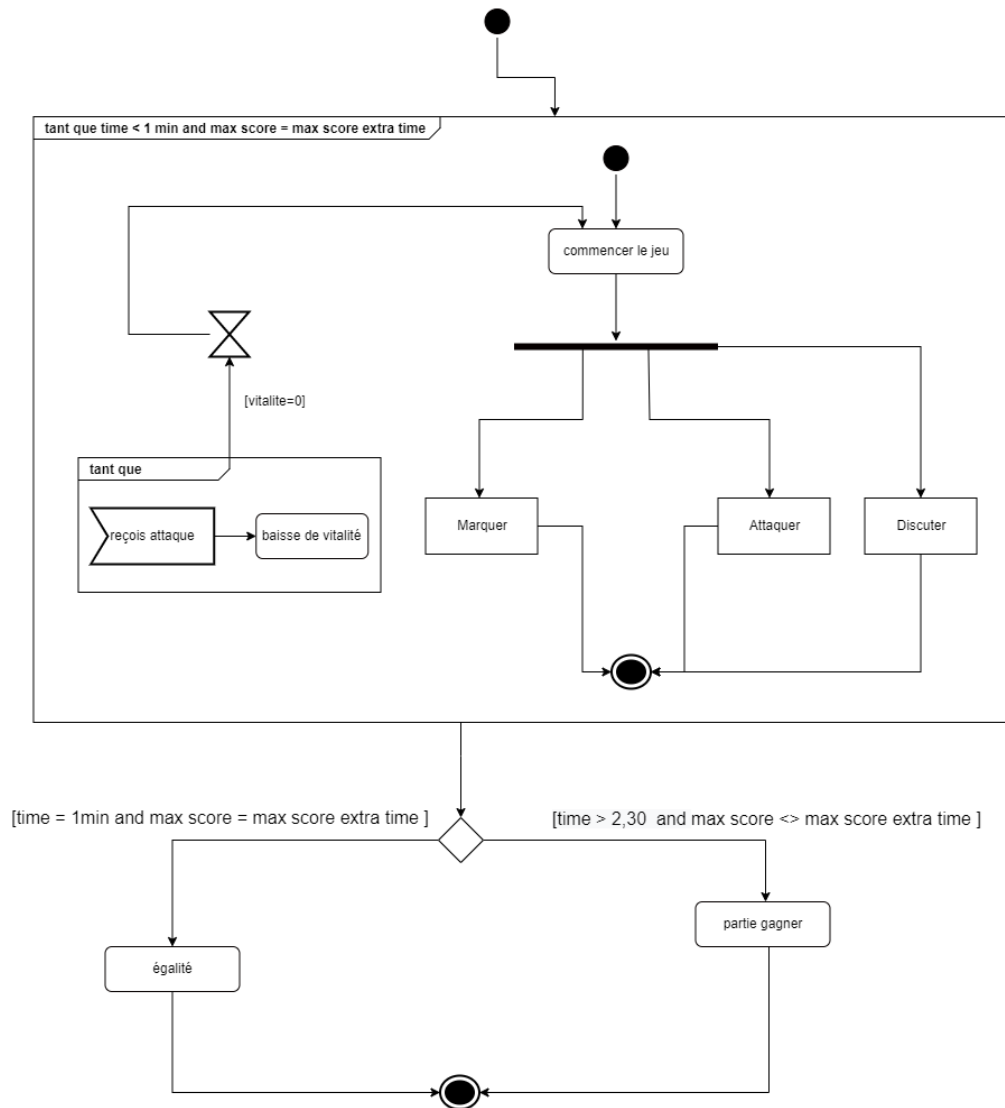 tant que time < 1 min and max score = max score extra time
commencer le jeu
[vitalite=0]
tant que
reçois attaque
baisse de vitalité
Marquer
Attaquer
Discuter
[time = 1min and max score = max score extra time ]
[time > 2,30 and max score <> max score extra time ]
partie gagner
égalité